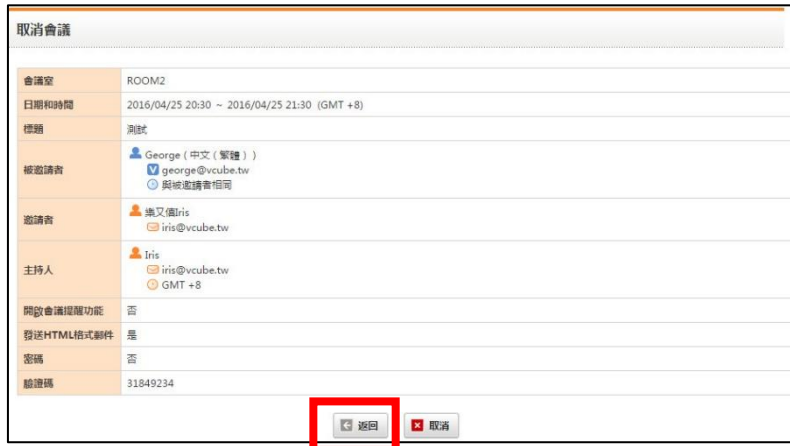 取消會議
會議室 ROOM2
日期和時間 2016/04/25 20:30 ~ 2016/04/25 21:30 (GMT +8)
標題 測試
被邀請者 George ( 中文 ( 繁體 ) )
george@vcube.tw
與被邀請者相同
邀請者 樂又僖Iris
iris@vcube.tw
主持人 Iris
iris@vcube.tw
GMT +8
開啟會議提醒功能 否
發送HTML格式郵件 是
密碼 否
驗證碼 31849234
返回 取消